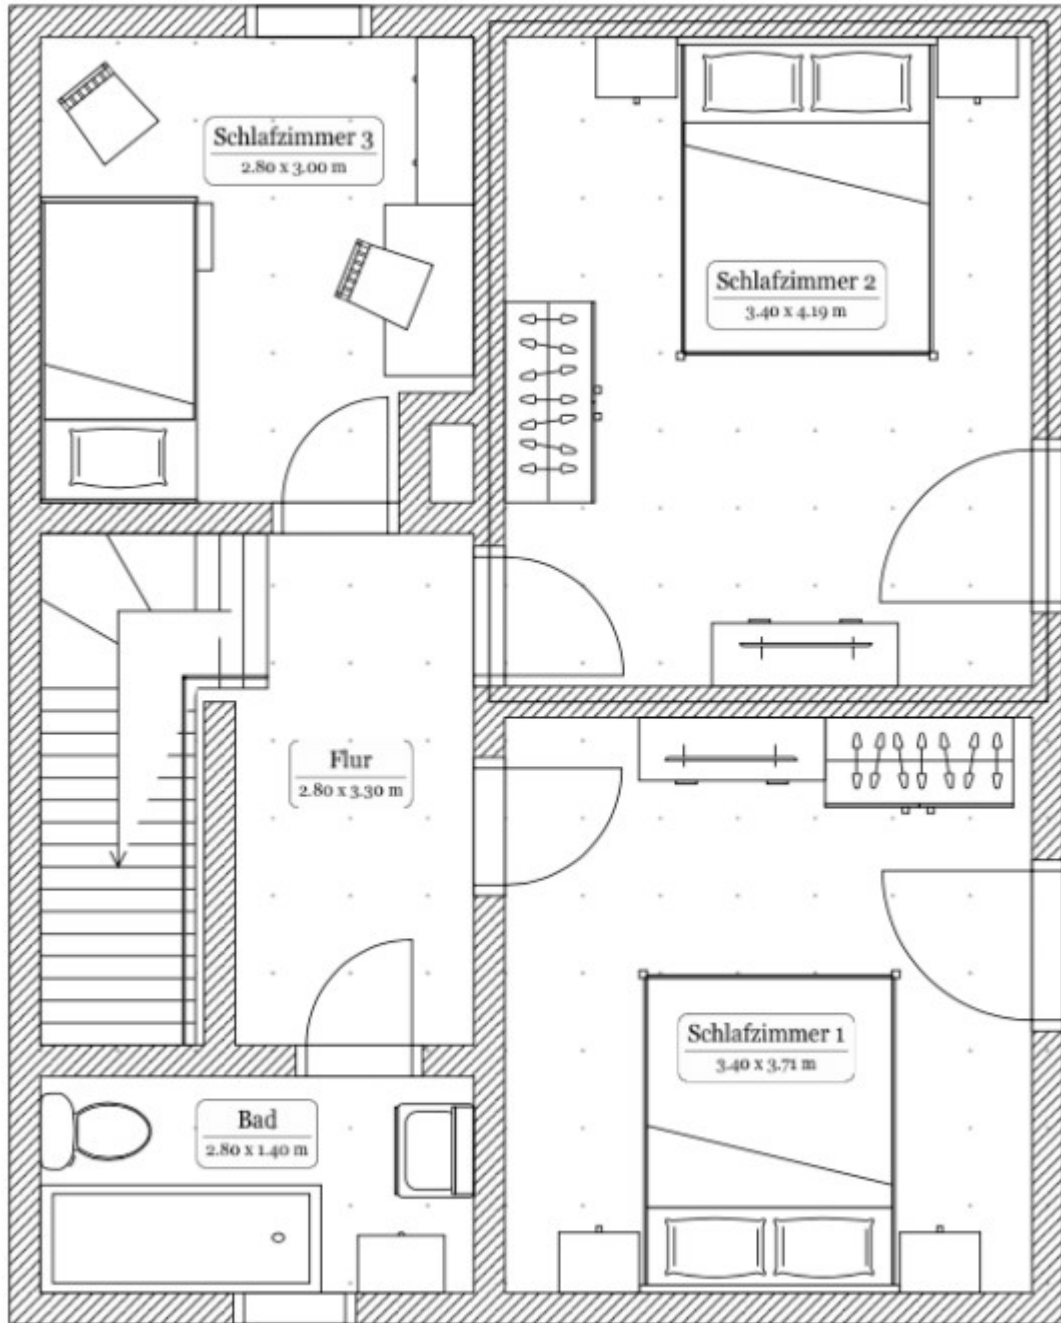 Schlafzimmer 3
2.80 x 3.00 m
Schlafzimmer 2
3.40 x 4.19 m
Flur
2.80 x 3.30 m
Schlafzimmer 1
3.40 x 3.71 m
Bad
2.80 x 1.40 m